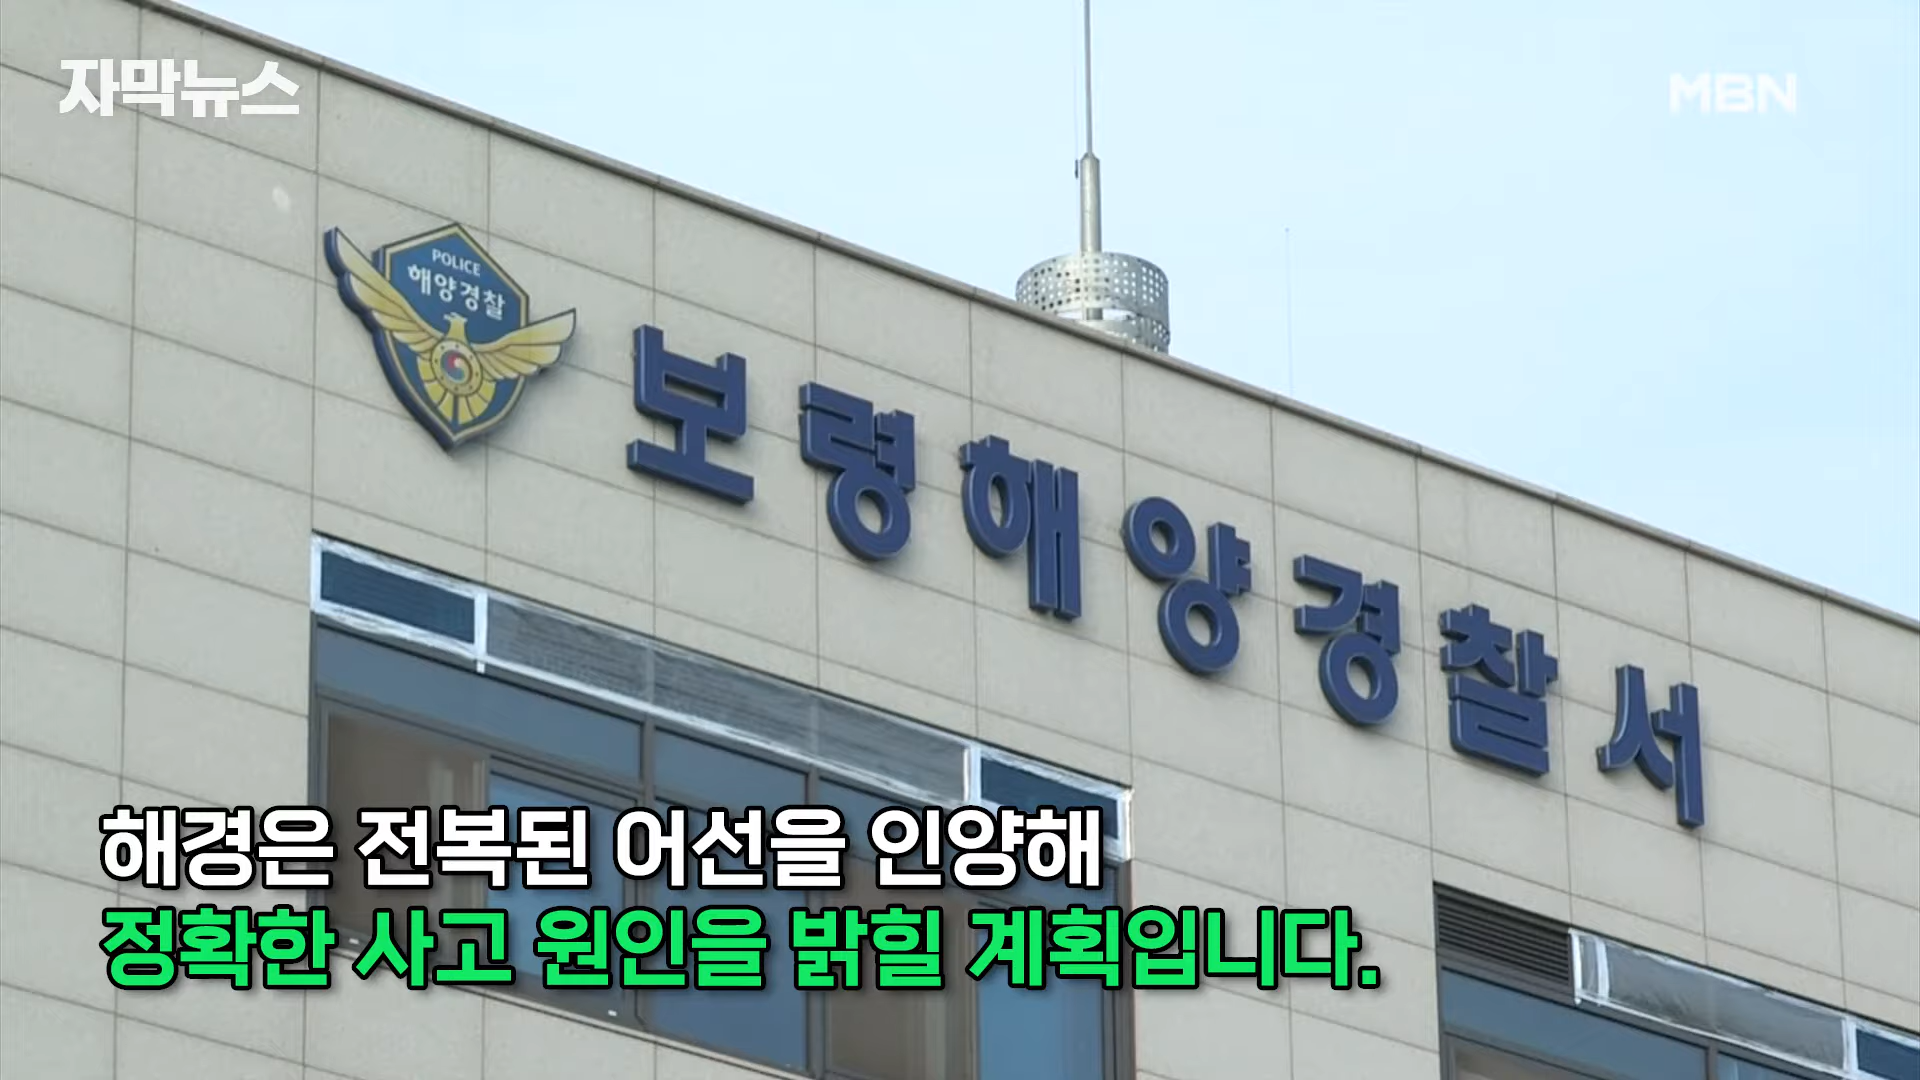 자막뉴스
MBN
POLICE
해양경찰
보령해양경찰서
해경은 전복된 어선을 인양해
정확한 사고 원인을 밝힐 계획입니다.